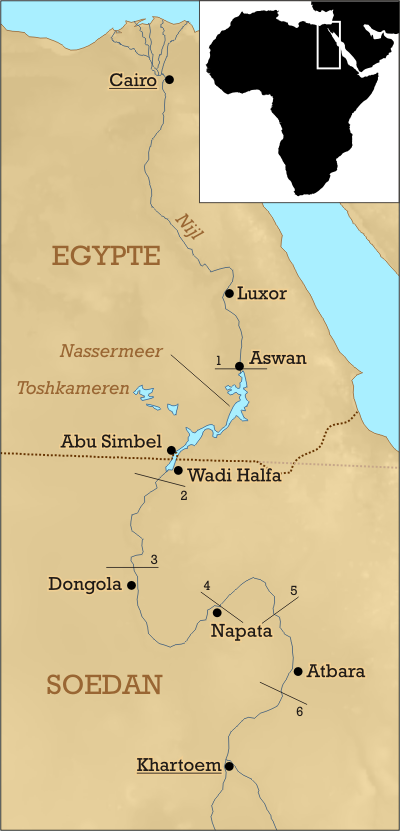 Cairo
Nijl
EGYPTE
Luxor
Nassermeer
1
Aswan
Toshkameren
Abu Simbel
Wadi Halfa
2
3
Dongola
4
5
Napata
Atbara
SOEDAN
6
Khartoem